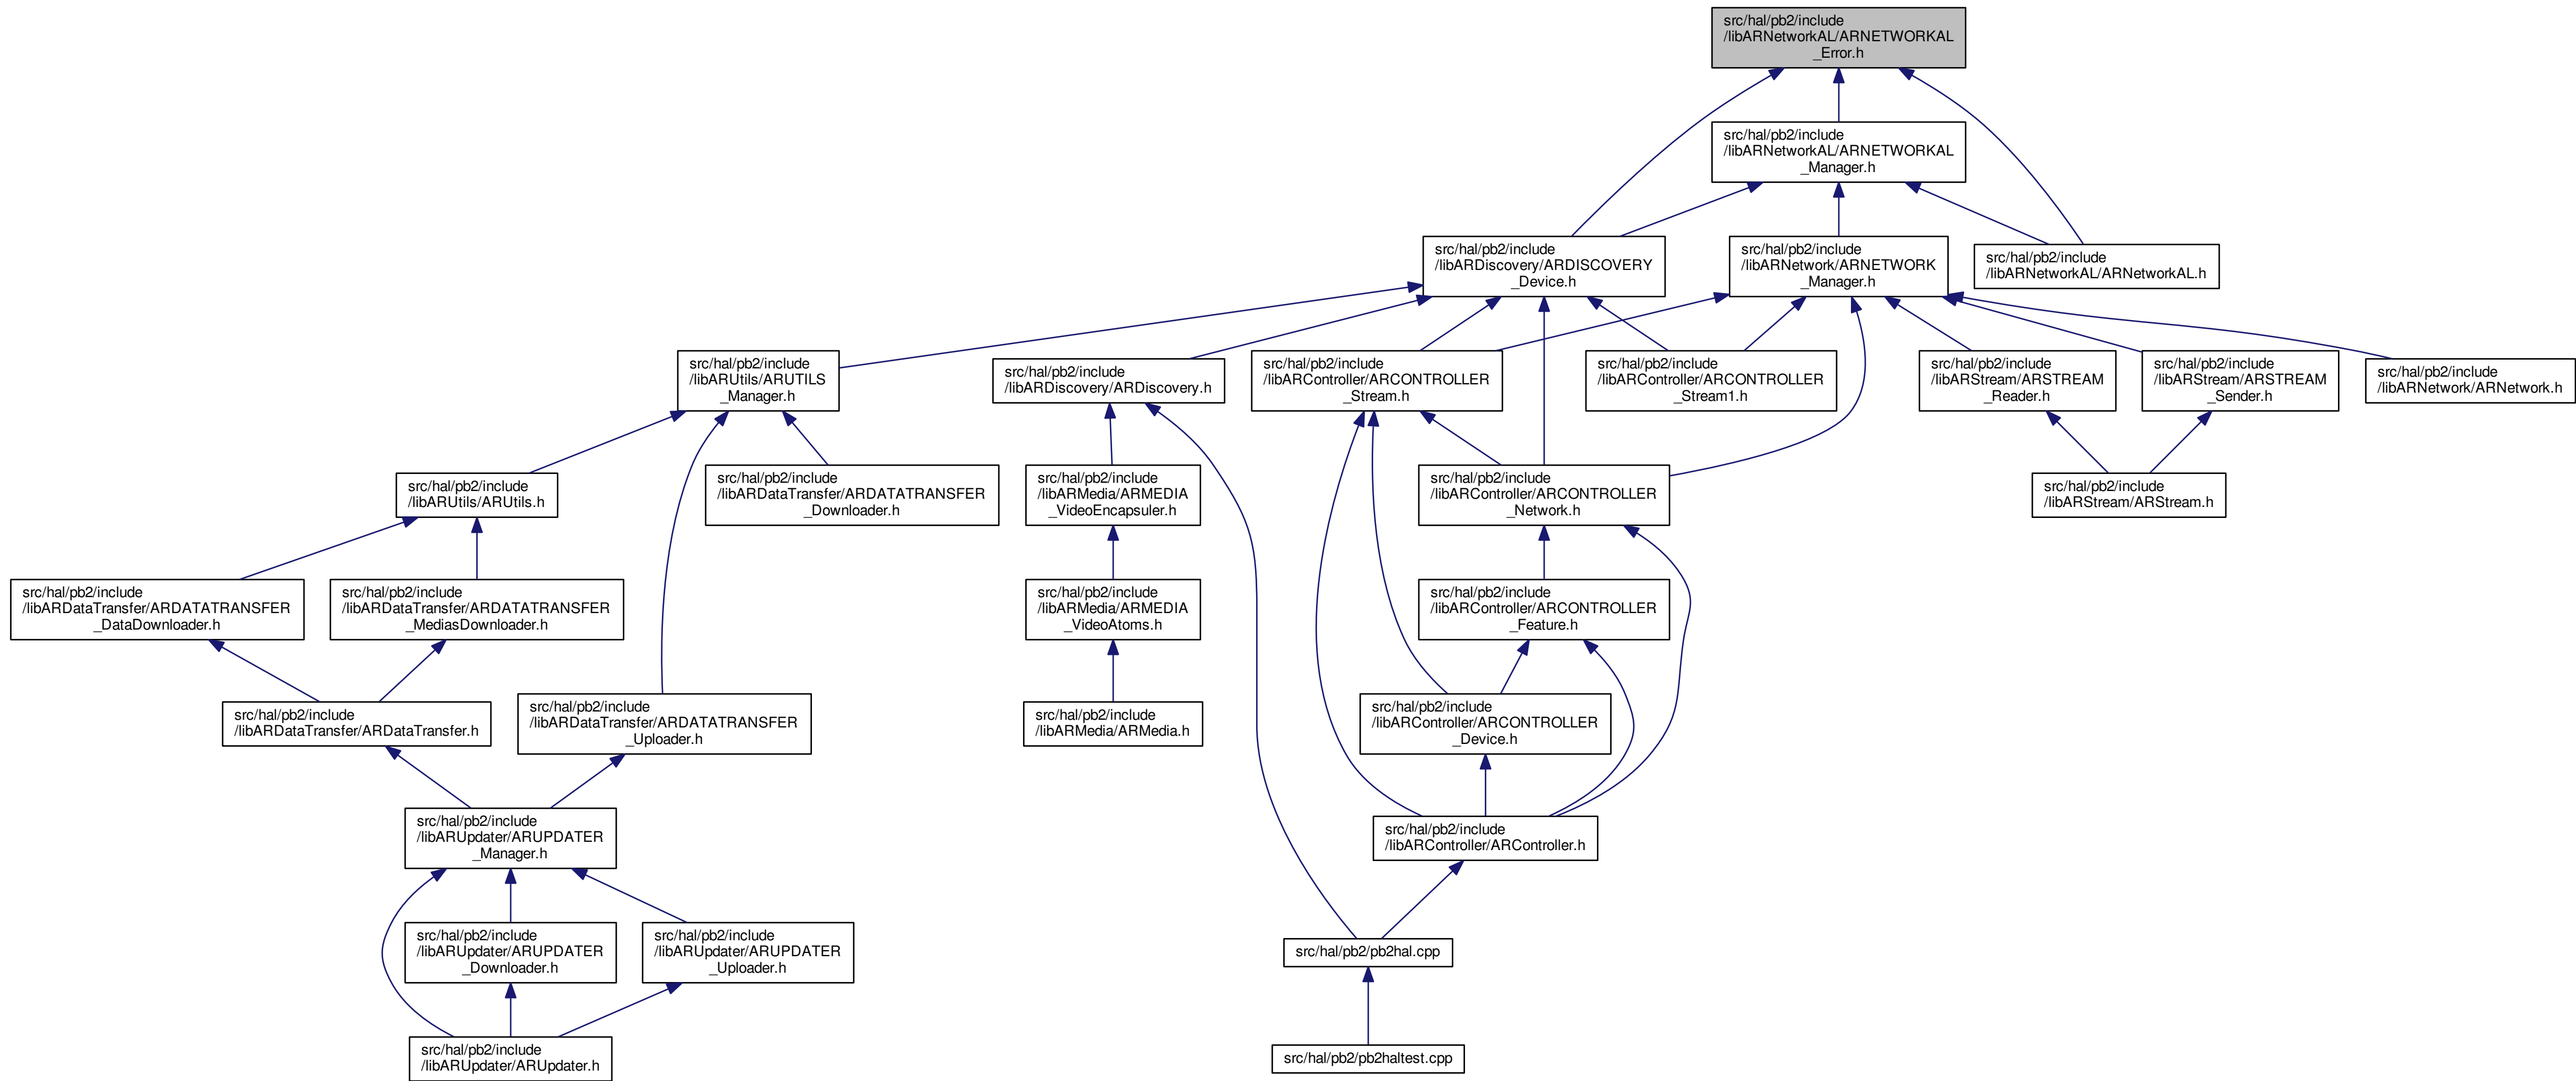 src/hal/pb2/include
/libARNetworkAL/ARNETWORKAL
_Error.h
src/hal/pb2/include
/libARNetworkAL/ARNETWORKAL
_Manager.h
src/hal/pb2/include
/libARDiscovery/ARDISCOVERY
_Device.h
src/hal/pb2/include
/libARNetwork/ARNETWORK
_Manager.h
src/hal/pb2/include
/libARNetworkAL/ARNetworkAL.h
src/hal/pb2/include
/libARUtils/ARUTILS
_Manager.h
src/hal/pb2/include
/libARDiscovery/ARDiscovery.h
src/hal/pb2/include
/libARController/ARCONTROLLER
_Stream.h
src/hal/pb2/include
/libARController/ARCONTROLLER
_Stream1.h
src/hal/pb2/include
/libARStream/ARSTREAM
_Reader.h
src/hal/pb2/include
/libARStream/ARSTREAM
_Sender.h
src/hal/pb2/include
/libARNetwork/ARNetwork.h
src/hal/pb2/include
/libARUtils/ARUtils.h
src/hal/pb2/include
/libARDataTransfer/ARDATATRANSFER
_Downloader.h
src/hal/pb2/include
/libARMedia/ARMEDIA
_VideoEncapsuler.h
src/hal/pb2/include
/libARController/ARCONTROLLER
_Network.h
src/hal/pb2/include
/libARStream/ARStream.h
src/hal/pb2/include
/libARDataTransfer/ARDATATRANSFER
_DataDownloader.h
src/hal/pb2/include
/libARDataTransfer/ARDATATRANSFER
_MediasDownloader.h
src/hal/pb2/include
/libARMedia/ARMEDIA
_VideoAtoms.h
src/hal/pb2/include
/libARController/ARCONTROLLER
_Feature.h
src/hal/pb2/include
/libARDataTransfer/ARDataTransfer.h
src/hal/pb2/include
/libARDataTransfer/ARDATATRANSFER
_Uploader.h
src/hal/pb2/include
/libARMedia/ARMedia.h
src/hal/pb2/include
/libARController/ARCONTROLLER
_Device.h
src/hal/pb2/include
/libARUpdater/ARUPDATER
_Manager.h
src/hal/pb2/include
/libARController/ARController.h
src/hal/pb2/include
/libARUpdater/ARUPDATER
_Downloader.h
src/hal/pb2/include
/libARUpdater/ARUPDATER
_Uploader.h
src/hal/pb2/pb2hal.cpp
src/hal/pb2/include
/libARUpdater/ARUpdater.h
src/hal/pb2/pb2haltest.cpp